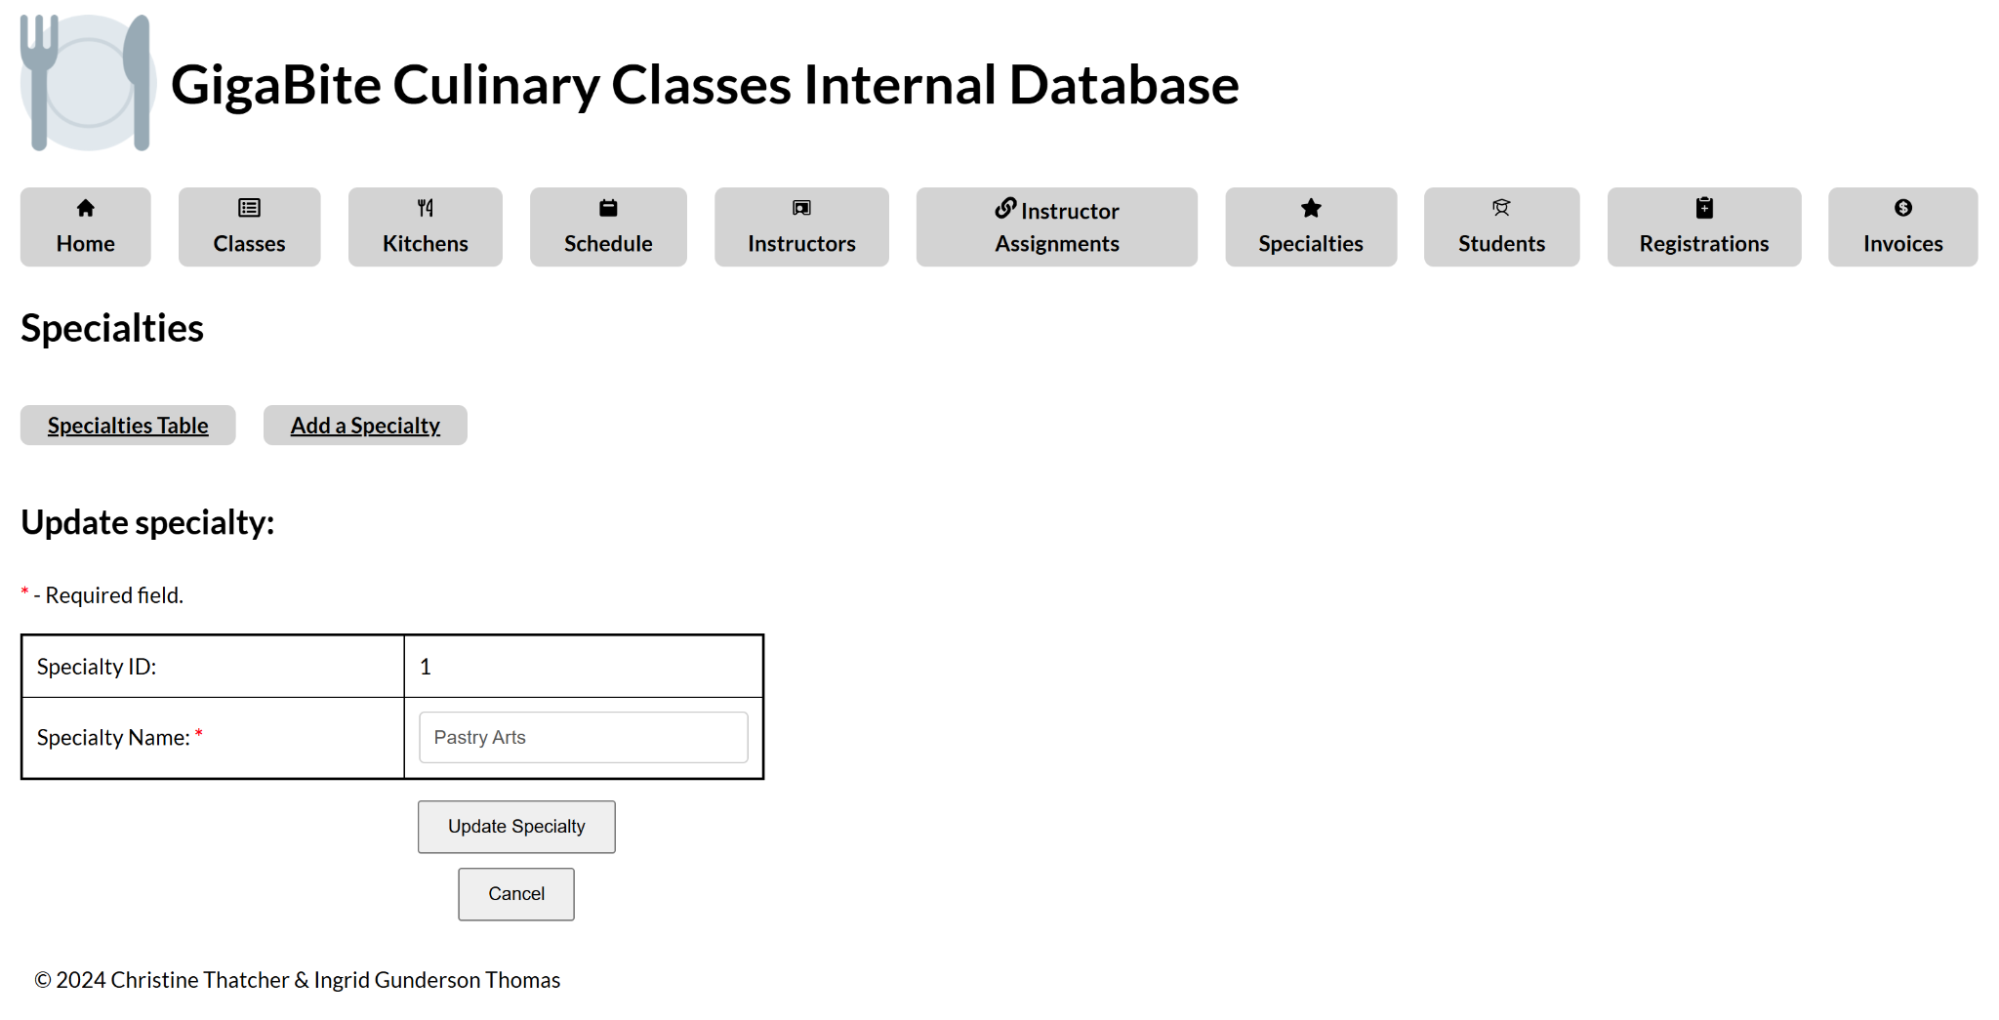 GigaBite Culinary Classes Internal Database
Home
Classes
Kitchens
Schedule
Instructors
Instructor
Assignments
Specialties
Students
Registrations
Invoices
Specialties
Specialties Table
Add a Specialty
Update specialty:
* - Required field.
Specialty ID: 1
Specialty Name: * Pastry Arts
Update Specialty
Cancel
© 2024 Christine Thatcher & Ingrid Gunderson Thomas